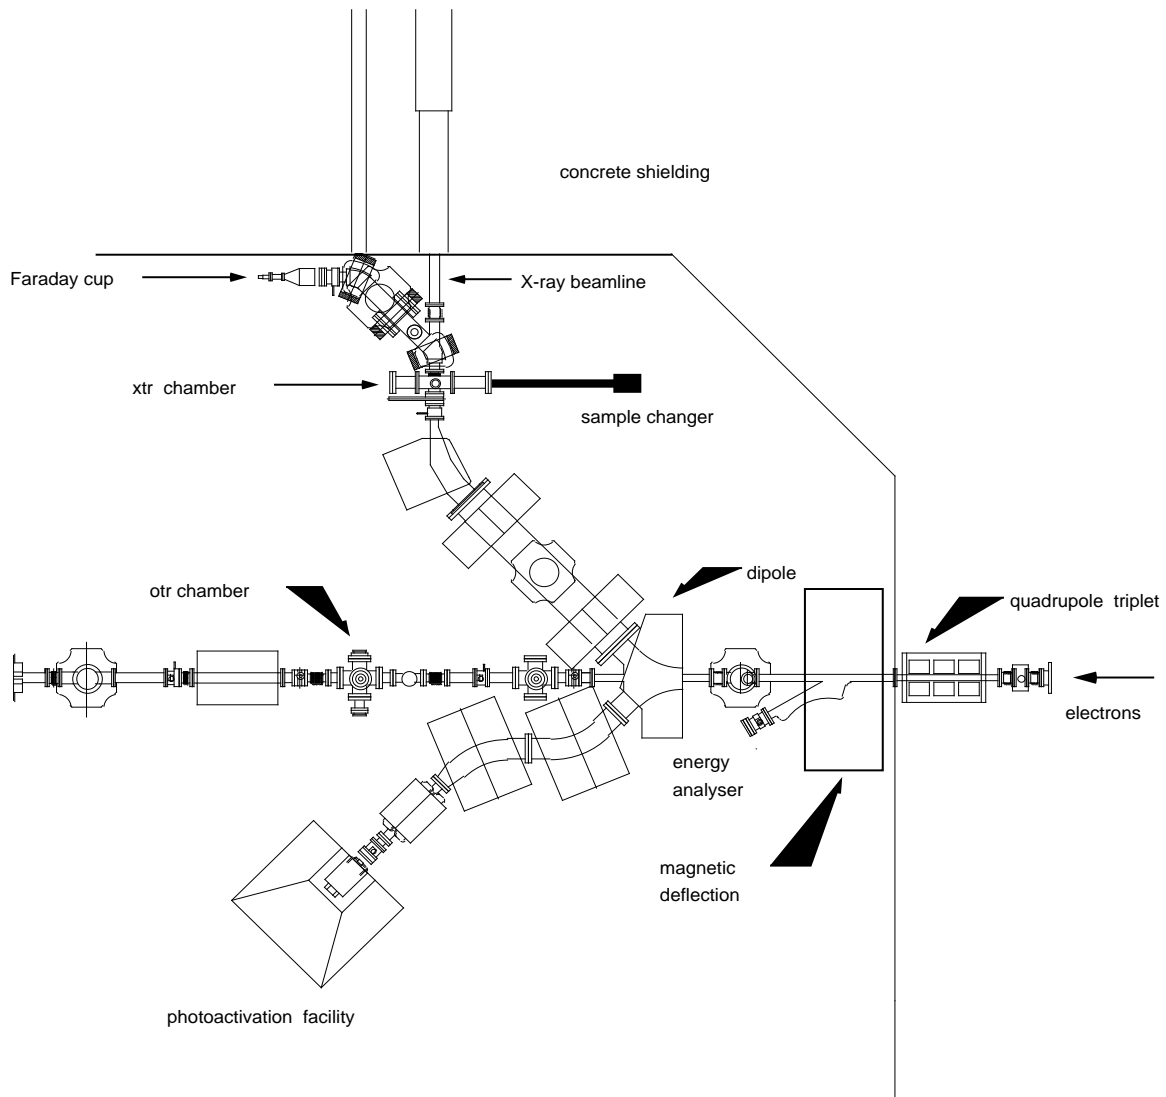 concrete shielding
Faraday cup
X-ray beamline
xtr chamber
sample changer
otr chamber
dipole
quadrupole triplet
electrons
energy
analyser
magnetic
deflection
photoactivation facility